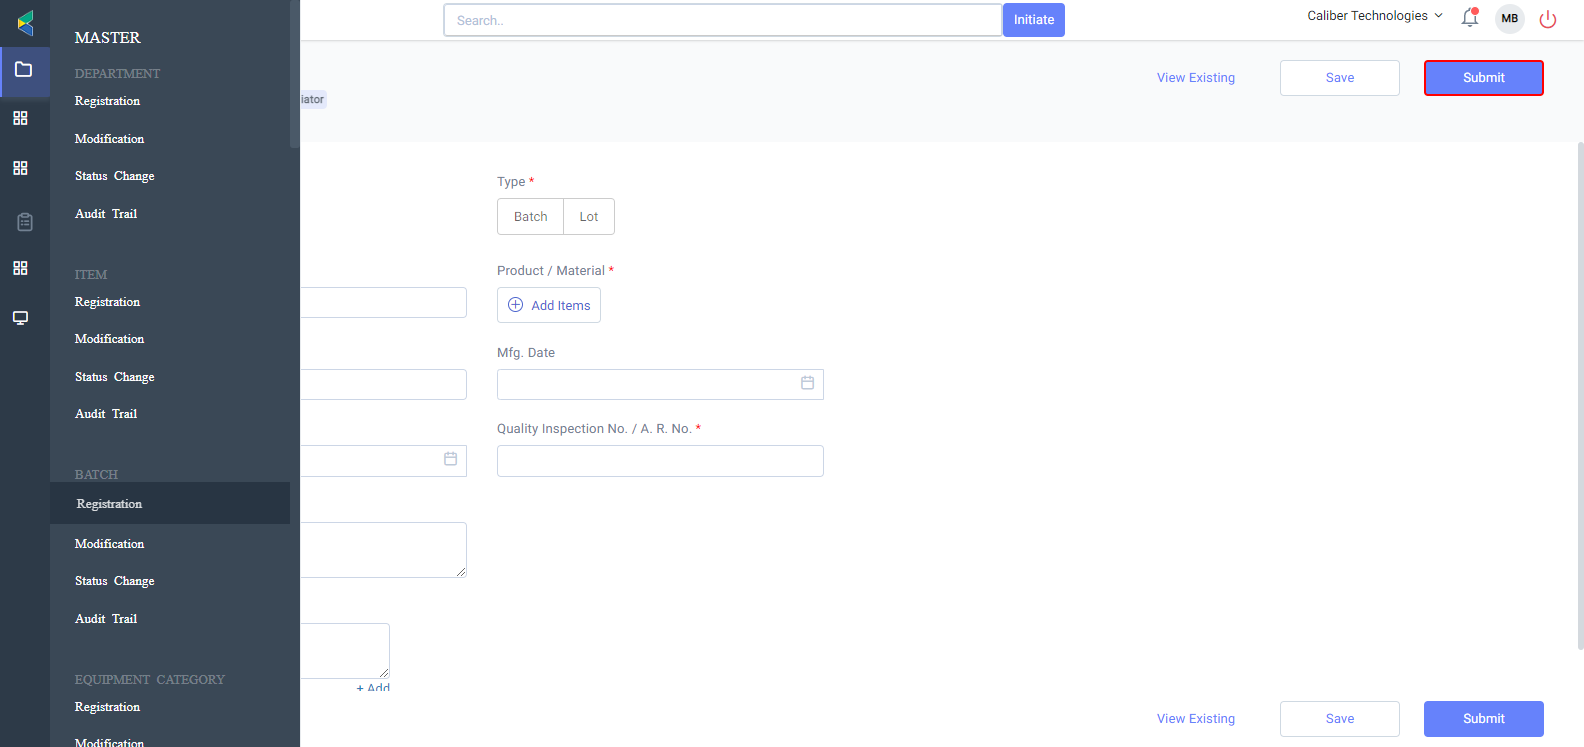 MASTER
DEPARTMENT
Registration
Modification
Status Change
Audit Trail
ITEM
Registration
Modification
Status Change
Audit Trail
BATCH
Registration
Modification
Status Change
Audit Trail
EQUIPMENT CATEGORY
Registration
Modification
Search..
Initiate
Caliber Technologies
MB
View Existing
Save
Submit
iator
Type *
Batch
Lot
Product / Material *
Add Items
Mfg. Date
Quality Inspection No. / A. R. No. *
+ Add
View Existing
Save
Submit